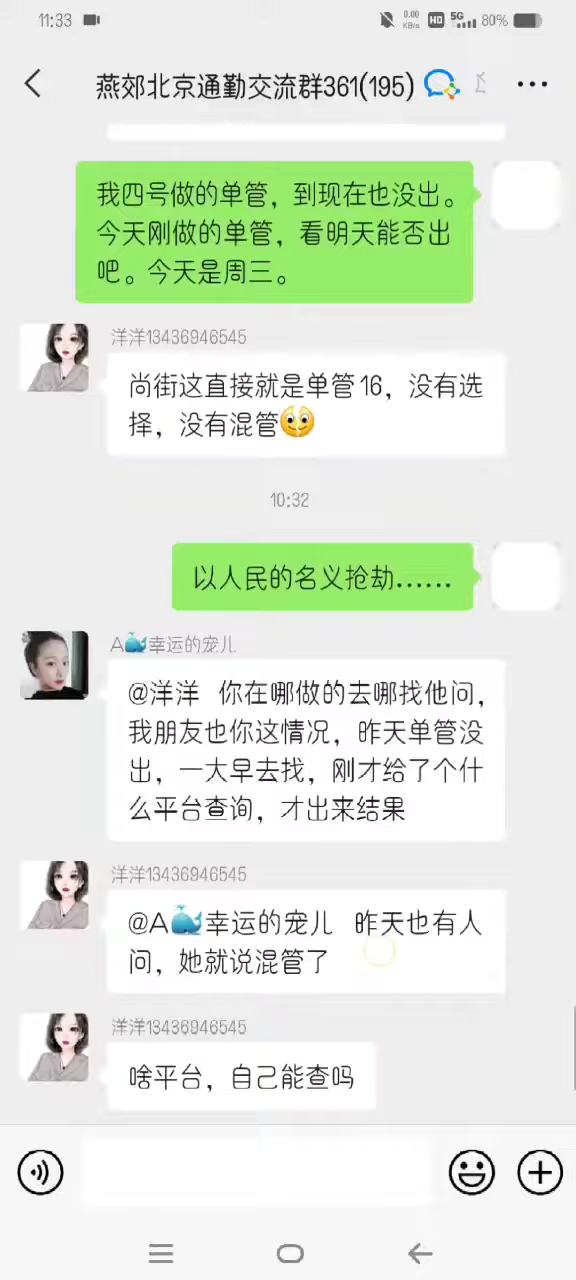 11:33
0.00
KB/s
HD
5G
80%
燕郊北京通勤交流群361(195)
我四号做的单管，到现在也没出。
今天刚做的单管，看明天能否出
吧。今天是周三。
洋洋13436946545
尚街这直接就是单管16，没有选
择，没有混管
10:32
以人民的名义抢劫……
A🐳幸运的宠儿
@洋洋 你在哪做的去哪找他问，
我朋友也你这情况，昨天单管没
出，一大早去找，刚才给了个什
么平台查询，才出来结果
洋洋13436946545
@A🐳幸运的宠儿 昨天也有人
问，她就说混管了
洋洋13436946545
啥平台，自己能查吗